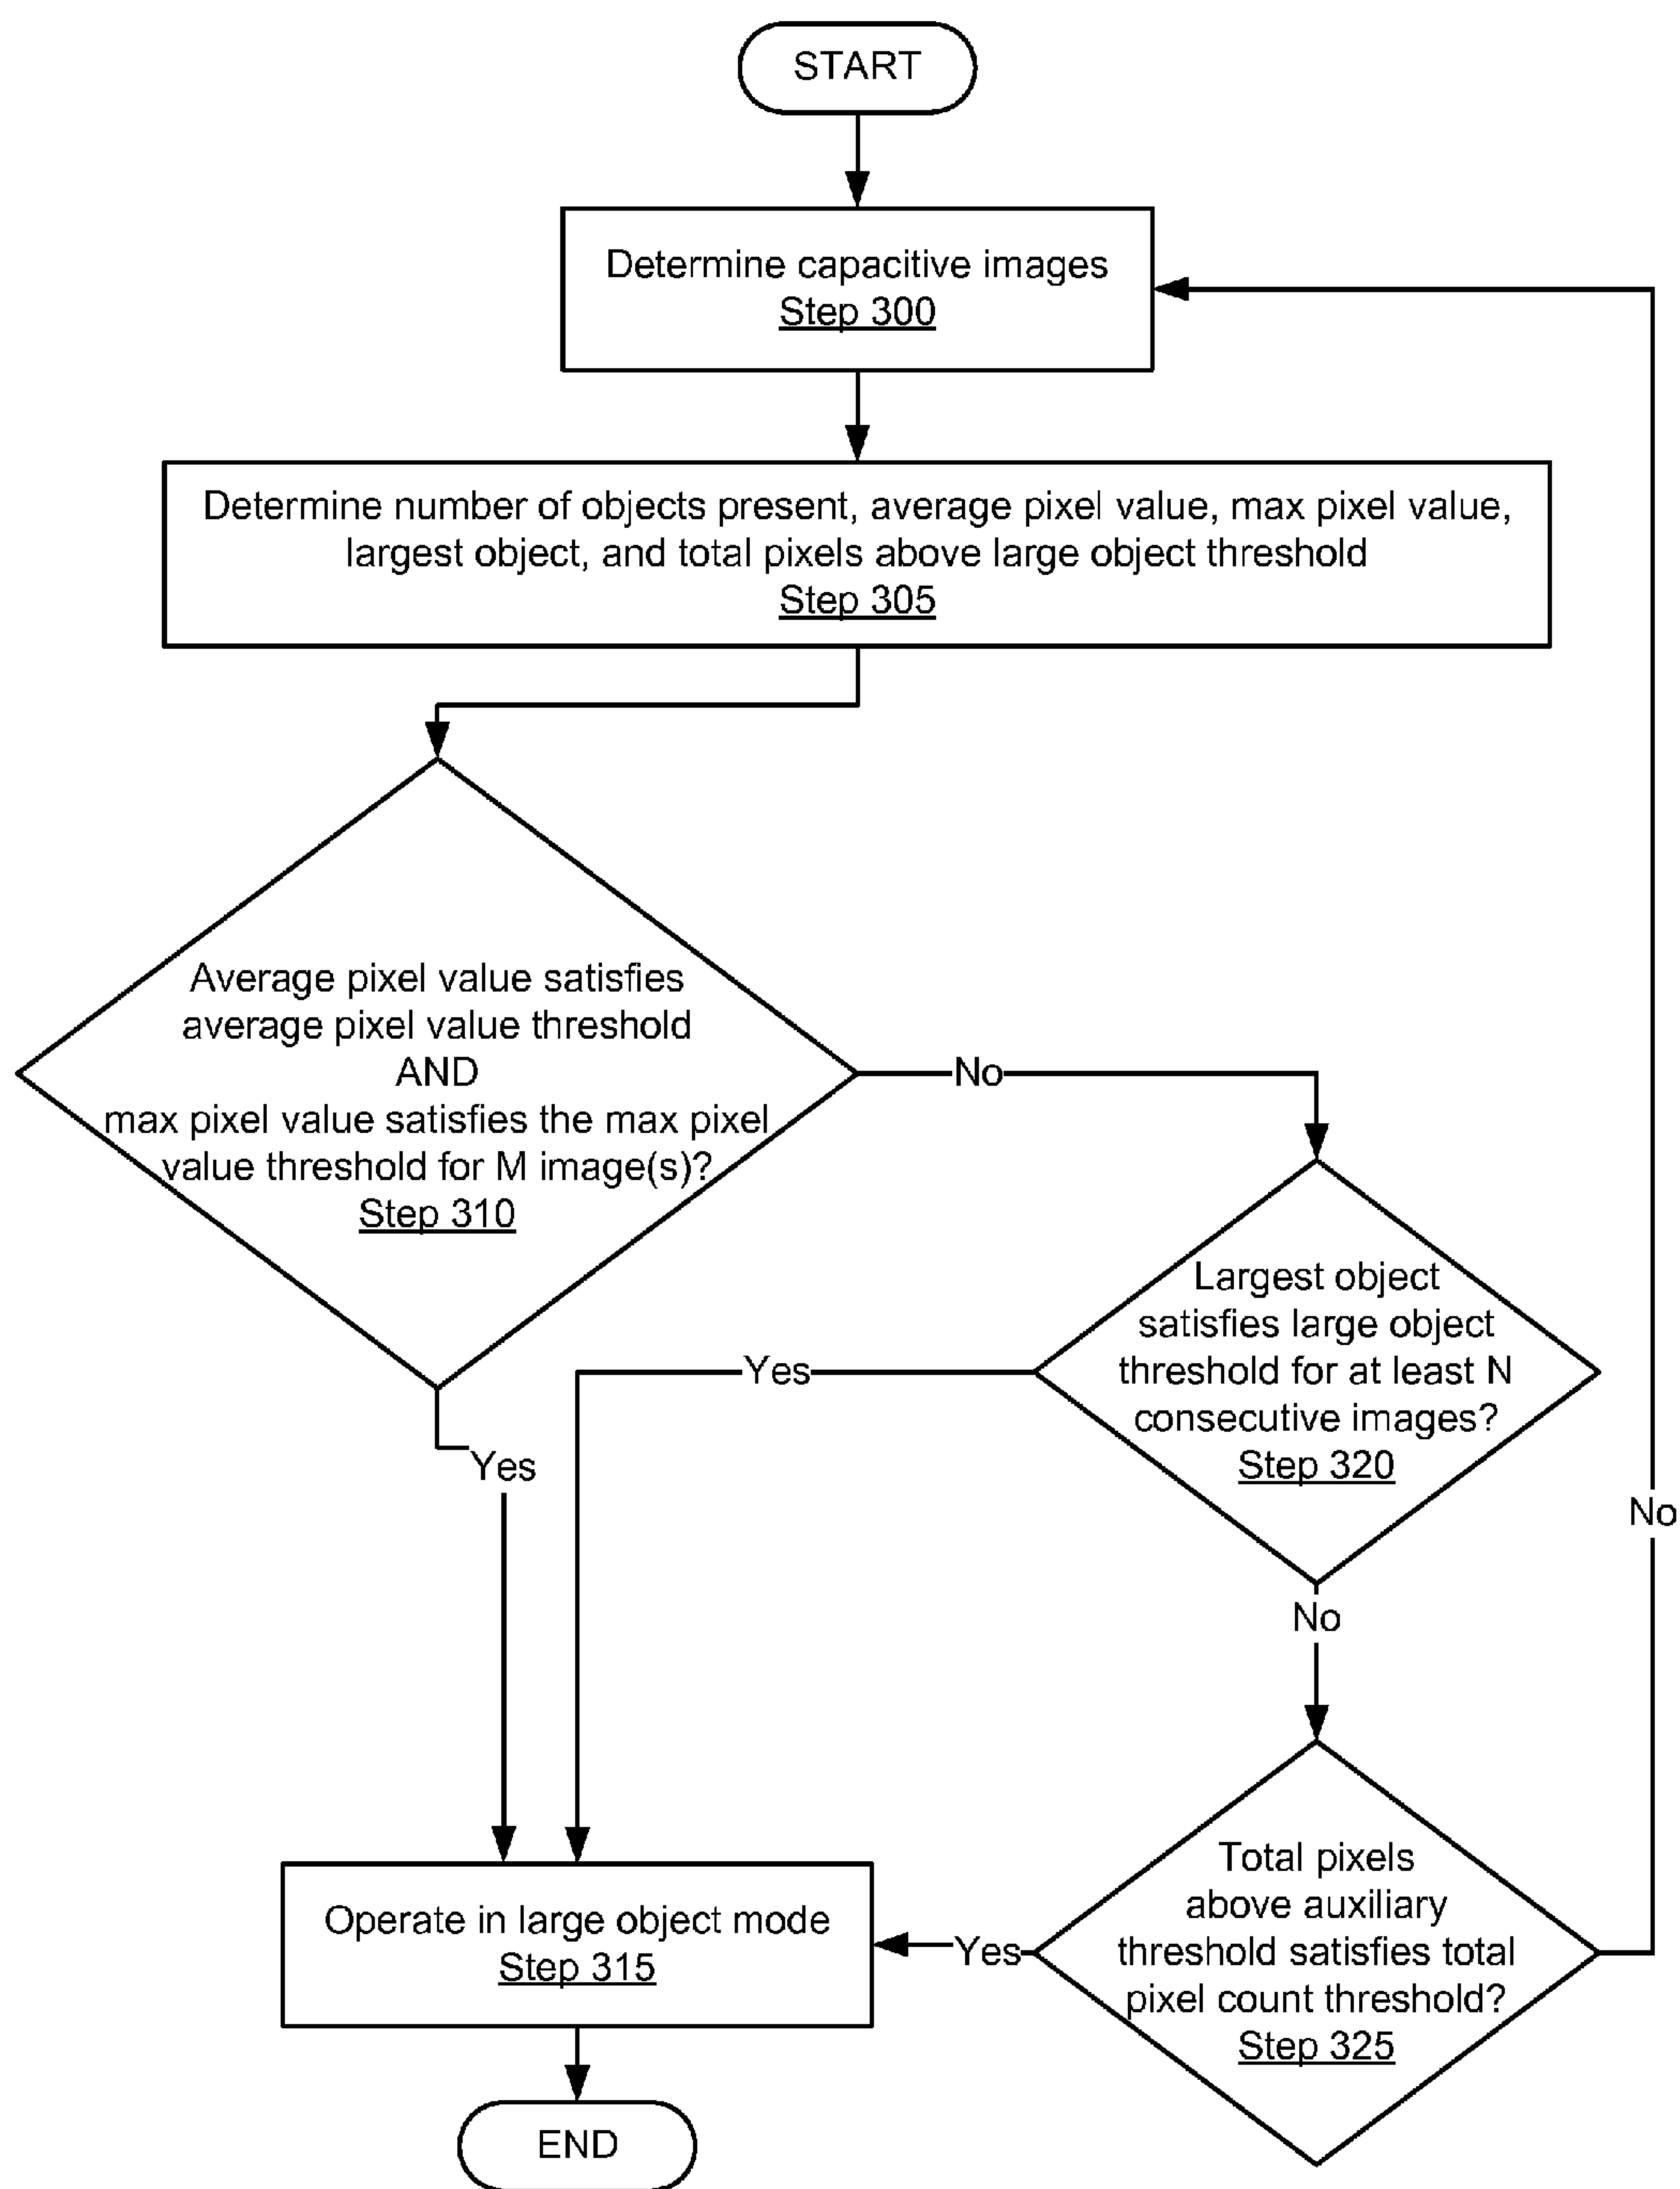 START
Determine capacitive images
Step 300
Determine number of objects present, average pixel value, max pixel value,
largest object, and total pixels above large object threshold
Step 305
Average pixel value satisfies
average pixel value threshold
AND
max pixel value satisfies the max pixel
value threshold for M image(s)?
Step 310
No
Largest object
satisfies large object
threshold for at least N
consecutive images?
Step 320
Yes
Yes
No
No
Total pixels
above auxiliary
threshold satisfies total
pixel count threshold?
Step 325
Yes
Operate in large object mode
Step 315
END